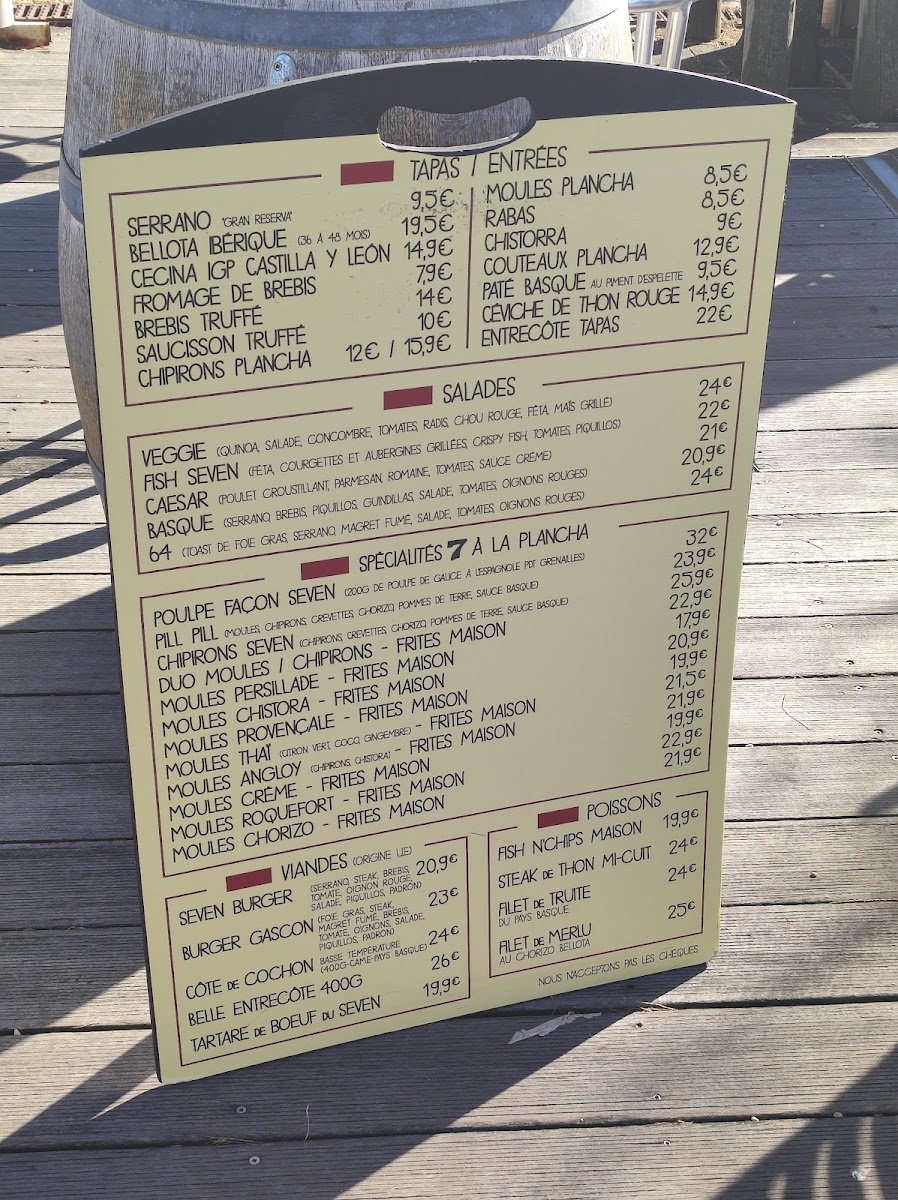 TAPAS / ENTRÉES
SERRANO "GRAN RESERVA" 9,5€
BELLOTA IBÉRIQUE (36 À 48 MOIS) 19,5€
CECINA IGP CASTILLA Y LEÓN 14,9€
FROMAGE DE BREBIS 7,9€
BREBIS TRUFFÉ 14€
SAUCISSON TRUFFÉ 10€
CHIPIRONS PLANCHA 12€ / 15,9€
MOULES PLANCHA 8,5€
RABAS 8,5€
CHISTORRA 9€
COUTEAUX PLANCHA 12,9€
PATÉ BASQUE AU PIMENT D'ESPELETTE 9,5€
CÉVICHE DE THON ROUGE 14,9€
ENTRECÔTE TAPAS 22€
SALADES
VEGGIE (QUINOA, SALADE, CONCOMBRE, TOMATES, RADIS, CHOU ROUGE, FÊTA, MAÏS GRILLÉ) 24€
FISH SEVEN (FÊTA, COURGETTES ET AUBERGINES GRILLÉES, CRISPY FISH, TOMATES, PIQUILLOS) 22€
CAESAR (POULET CROUSTILLANT, PARMESAN, ROMAINE, TOMATES, SAUCE CRÈME) 21€
BASQUE (SERRANO, BREBIS, PIQUILLOS, GUINDILLAS, SALADE, TOMATES, OIGNONS ROUGES) 20,9€
64 (TOAST DE FOIE GRAS, SERRANO, MAGRET FUMÉ, SALADE, TOMATES, OIGNONS ROUGES) 24€
SPÉCIALITÉS 7 À LA PLANCHA
POULPE FAÇON SEVEN (200G DE POULPE DE GALICE À L'ESPAGNOLE PDT GRENAILLES) 32€
PILL PILL (MOULES, CHIPIRONS, CREVETTES, CHORIZO, POMMES DE TERRE, SAUCE BASQUE) 23,9€
CHIPIRONS SEVEN (CHIPIRONS, CREVETTES, CHORIZO, POMMES DE TERRE, SAUCE BASQUE) 25,9€
DUO MOULES / CHIPIRONS - FRITES MAISON 22,9€
MOULES PERSILLADE - FRITES MAISON 17,9€
MOULES CHISTORA - FRITES MAISON 20,9€
MOULES PROVENÇALE - FRITES MAISON 19,9€
MOULES THAÏ (CITRON VERT, COCO, GINGEMBRE) - FRITES MAISON 21,5€
MOULES ANGLOY (CHIPIRONS, CHISTORA) - FRITES MAISON 21,9€
MOULES CRÈME - FRITES MAISON 19,9€
MOULES ROQUEFORT - FRITES MAISON 22,9€
MOULES CHORIZO - FRITES MAISON 21,9€
VIANDES (ORIGINE U.E)
SEVEN BURGER (SERRANO, STEAK, BREBIS, 20,9€
TOMATE, OIGNON ROUGE,
SALADE, PIQUILLOS, PADRÓN)
BURGER GASCON (FOIE GRAS, STEAK, 23€
MAGRET FUMÉ, BREBIS,
TOMATE, OIGNONS, SALADE,
PIQUILLOS, PADRÓN)
CÔTE DE COCHON BASSE TEMPÉRATURE 24€
(400G-CAME-PAYS BASQUE)
BELLE ENTRECÔTE 400G 26€
TARTARE DE BOEUF DU SEVEN 19,9€
POISSONS
FISH N'CHIPS MAISON 19,9€
STEAK DE THON MI-CUIT 24€
FILET DE TRUITE 24€
DU PAYS BASQUE
FILET DE MERLU 25€
AU CHORIZO BELLOTA
NOUS N'ACCEPTONS PAS LES CHÈQUES